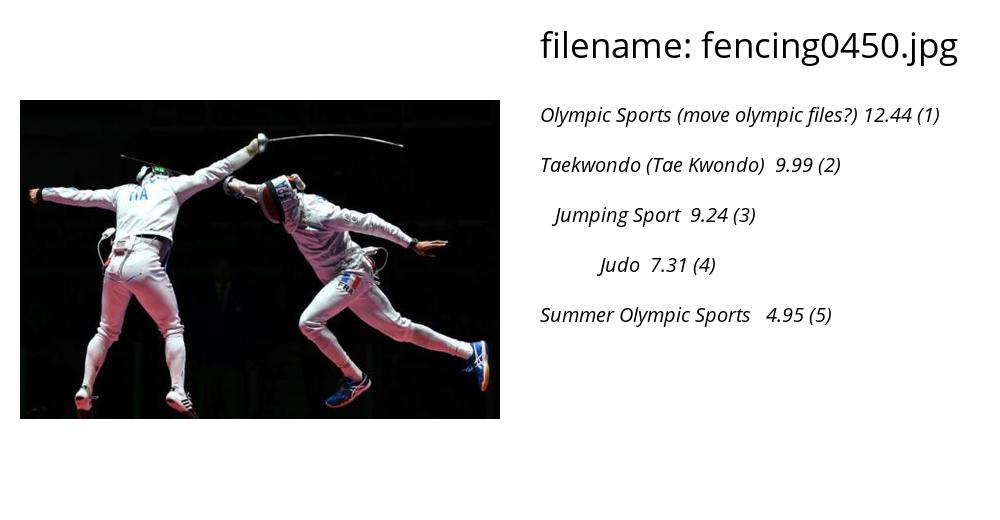 filename: fencing0450.jpg
Olympic Sports (move olympic files?) 12.44 (1)
Taekwondo (Tae Kwondo) 9.99 (2)
Jumping Sport 9.24 (3)
Judo 7.31 (4)
Summer Olympic Sports 4.95 (5)
FRA